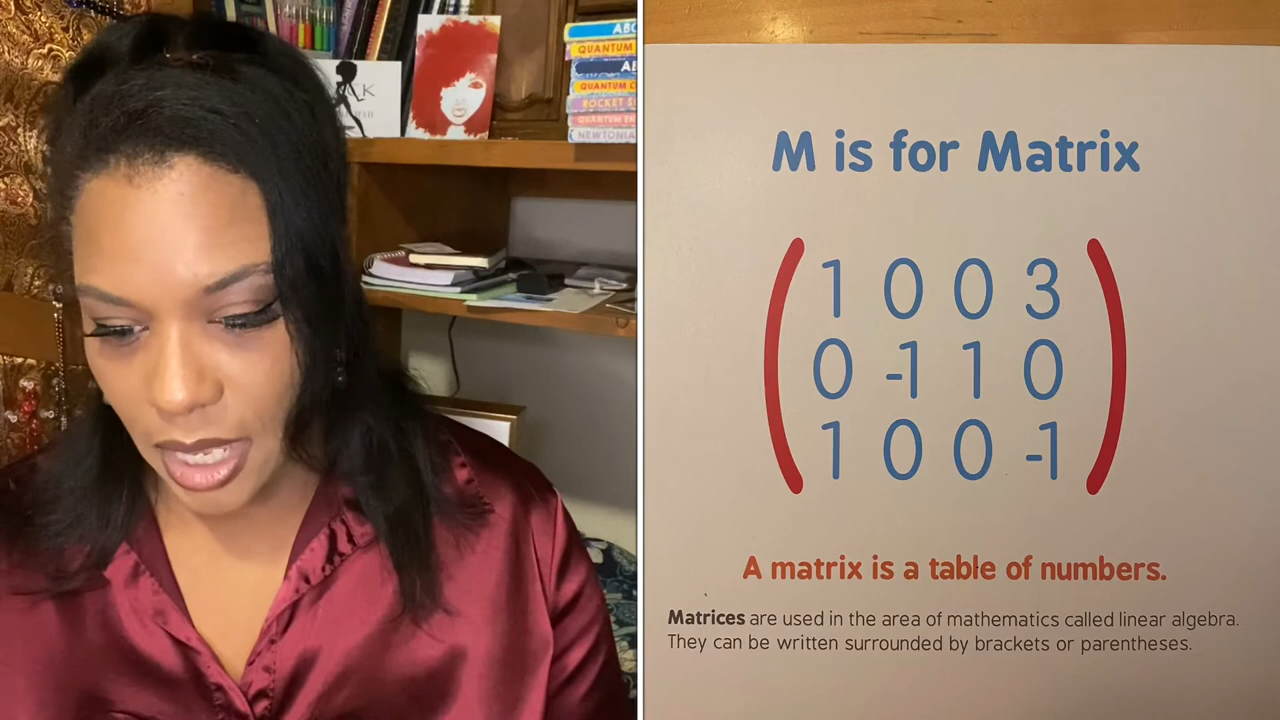 ABC
QUANTUM
QUANTUM
ROCKET
QUANTUM
NEWTONIA
M is for Matrix
1 0 0 3
0 -1 1 0
1 0 0 -1
A matrix is a table of numbers.
Matrices are used in the area of mathematics called linear algebra.
They can be written surrounded by brackets or parentheses.